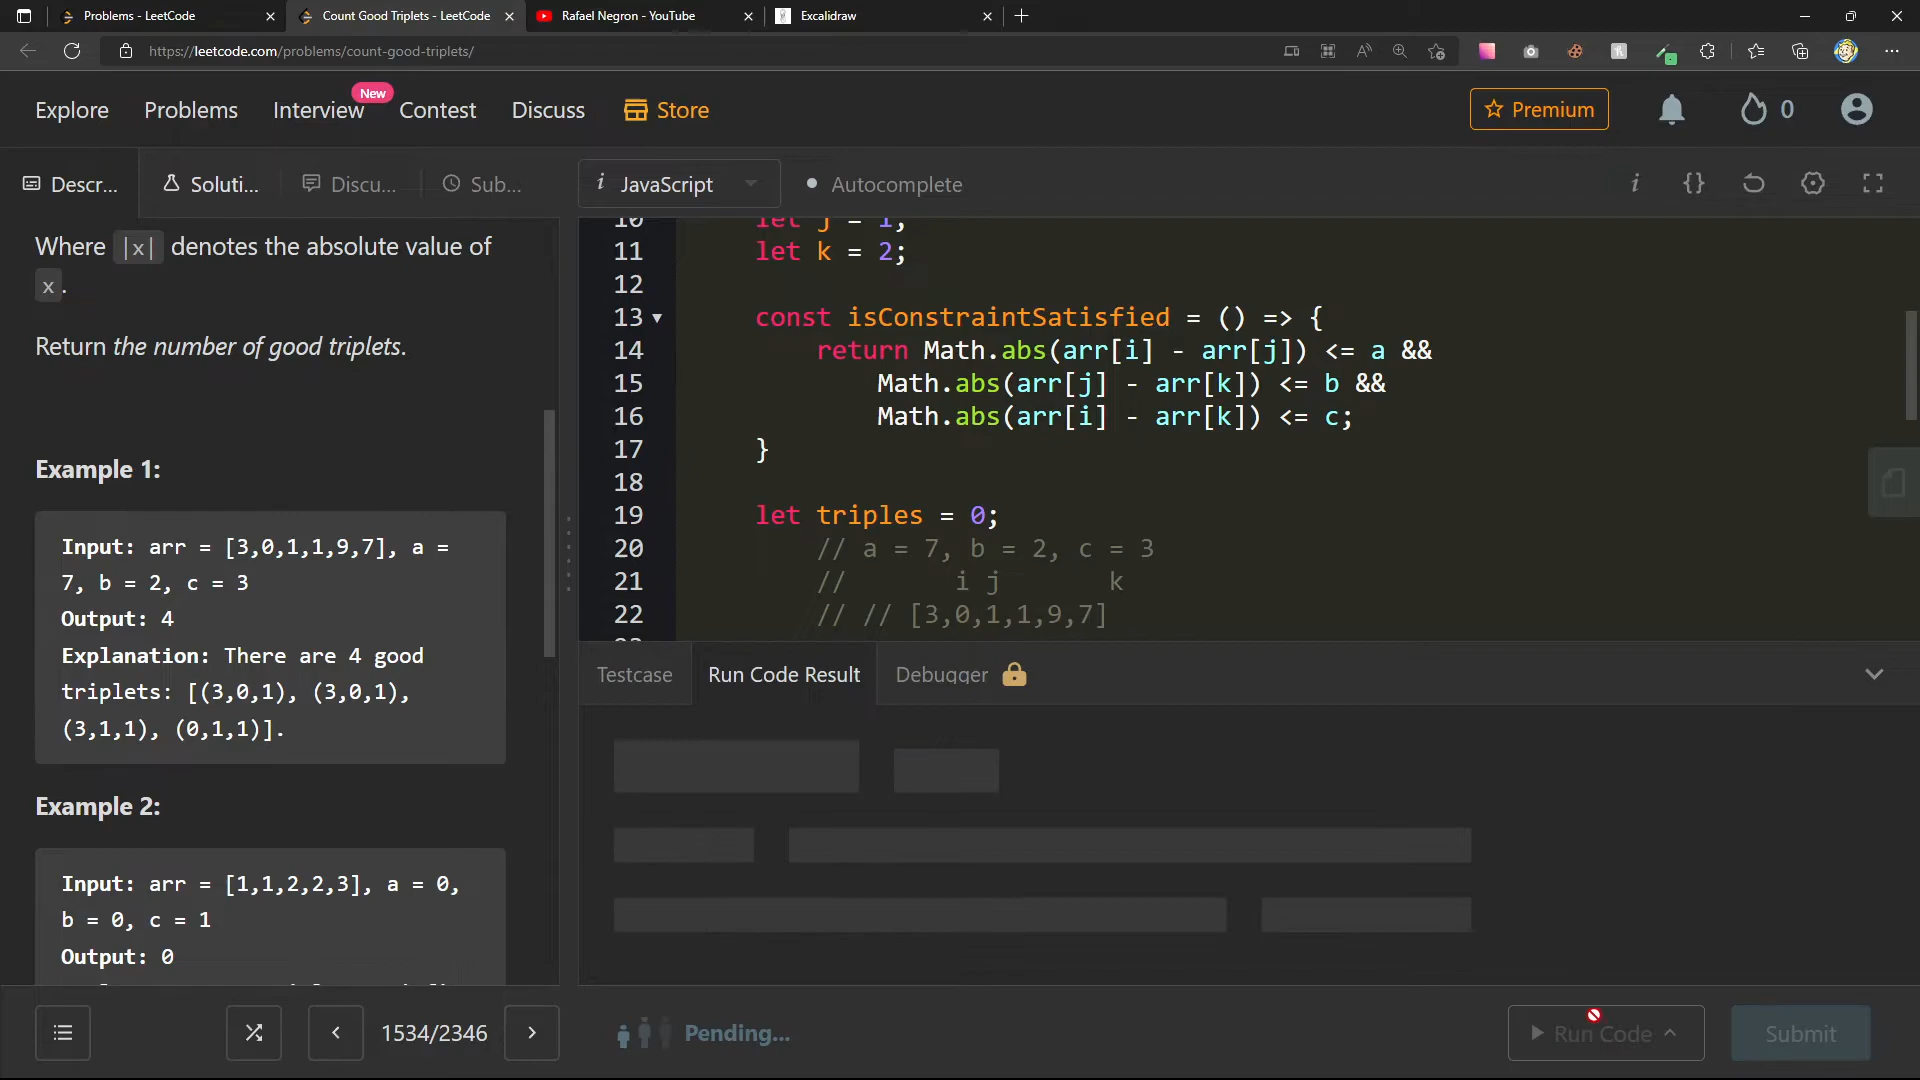 Problems - LeetCode
Count Good Triplets - LeetCode
Rafael Negron - YouTube
Excalidraw
https://leetcode.com/problems/count-good-triplets/
Explore
Problems
Interview
New
Contest
Discuss
Store
Premium
0
Descr...
Soluti...
Discu...
Sub...
i JavaScript
Autocomplete
Where |x| denotes the absolute value of
x.
Return the number of good triplets.
Example 1:
Input: arr = [3,0,1,1,9,7], a =
7, b = 2, c = 3
Output: 4
Explanation: There are 4 good
triplets: [(3,0,1), (3,0,1),
(3,1,1), (0,1,1)].
Example 2:
Input: arr = [1,1,2,2,3], a = 0,
b = 0, c = 1
Output: 0
10 let j = 1;
11 let k = 2;
12
13 const isConstraintSatisfied = () => {
14 return Math.abs(arr[i] - arr[j]) <= a &&
15 Math.abs(arr[j] - arr[k]) <= b &&
16 Math.abs(arr[i] - arr[k]) <= c;
17 }
18
19 let triples = 0;
20 // a = 7, b = 2, c = 3
21 // i j k
22 // // [3,0,1,1,9,7]
Testcase
Run Code Result
Debugger
1534/2346
Pending...
Run Code
Submit